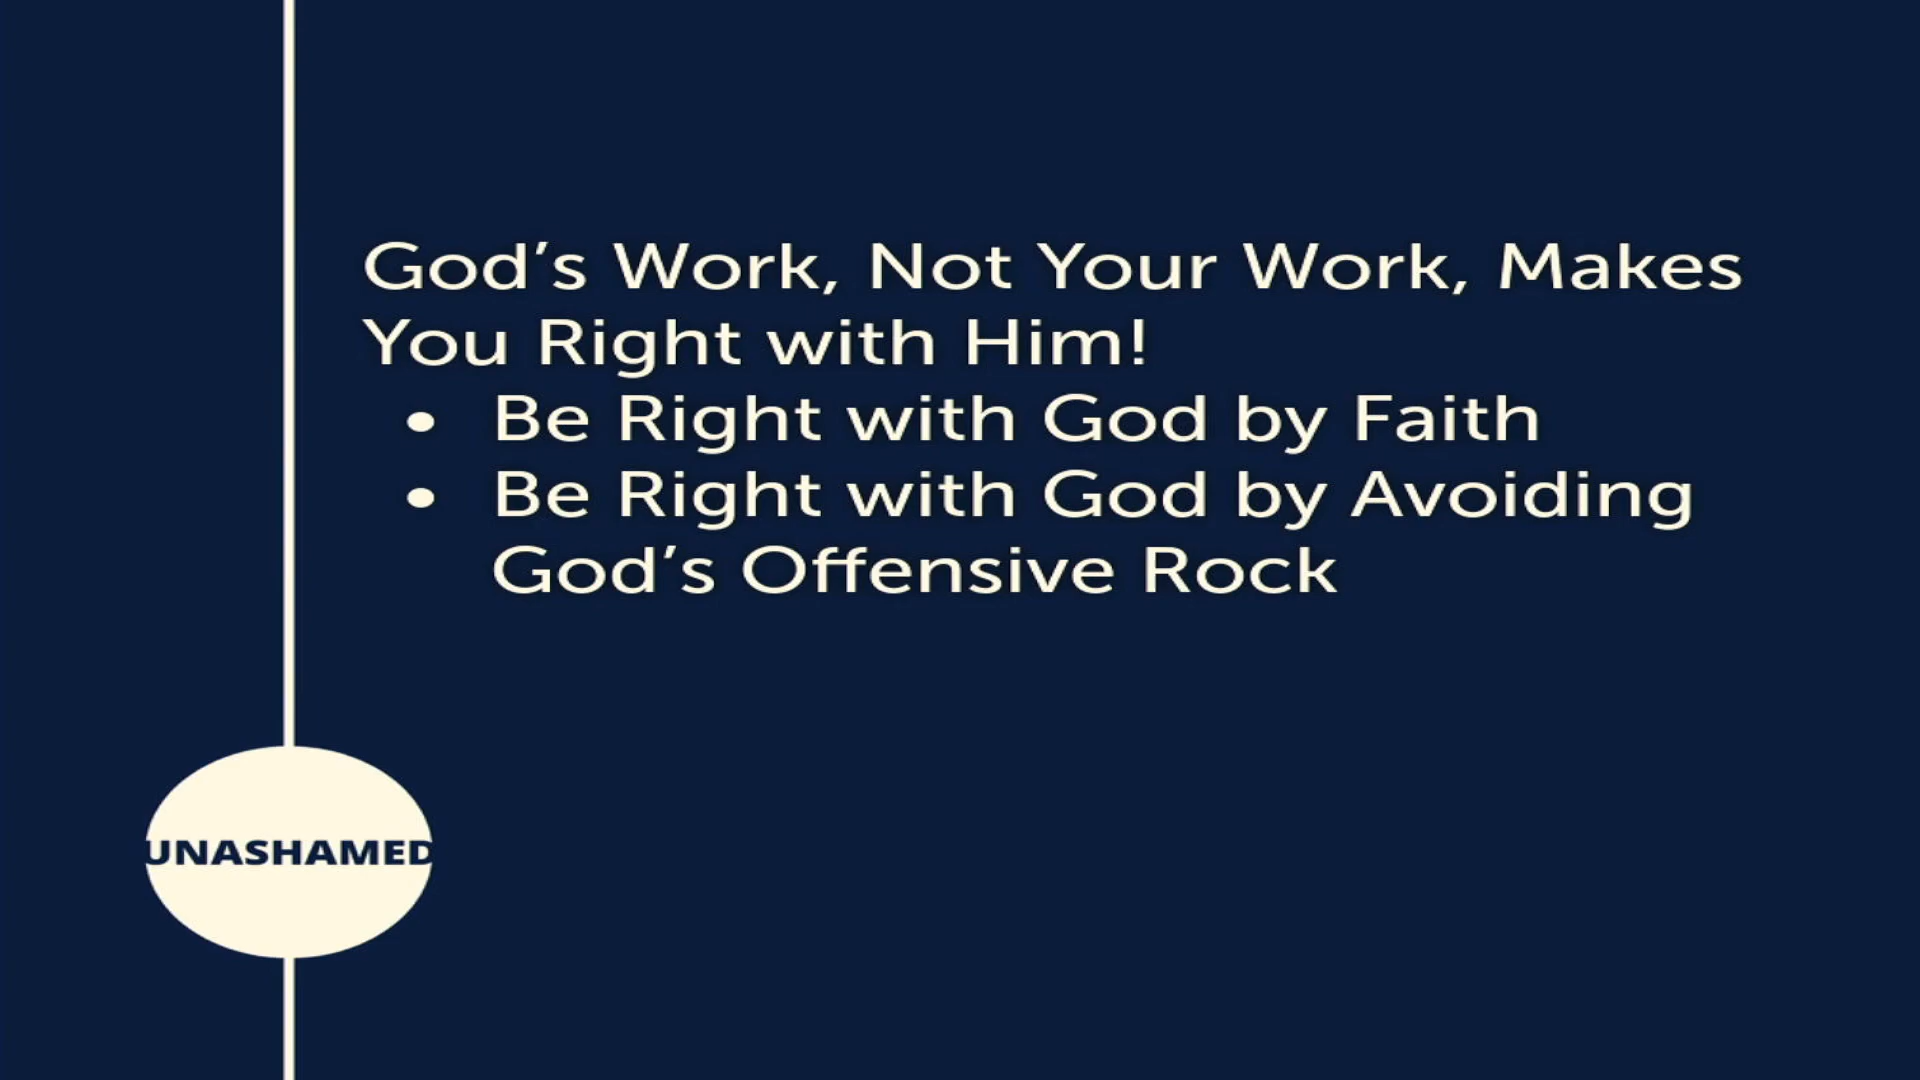 God’s Work, Not Your Work, Makes
You Right with Him!
• Be Right with God by Faith
• Be Right with God by Avoiding
God’s Offensive Rock
UNASHAMED